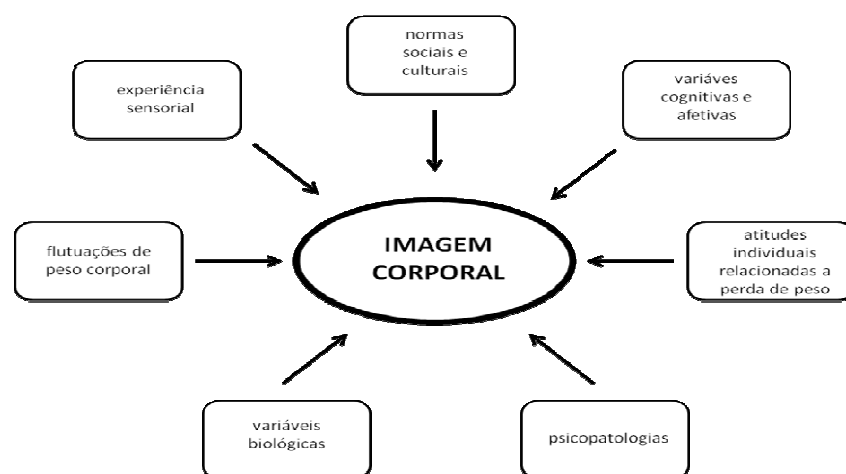 normas
sociais e
culturais
experiência
sensorial
variáves
cognitivas e
afetivas
flutuações de
peso corporal
IMAGEM
CORPORAL
atitudes
individuais
relacionadas a
perda de peso
variáveis
biológicas
psicopatologias